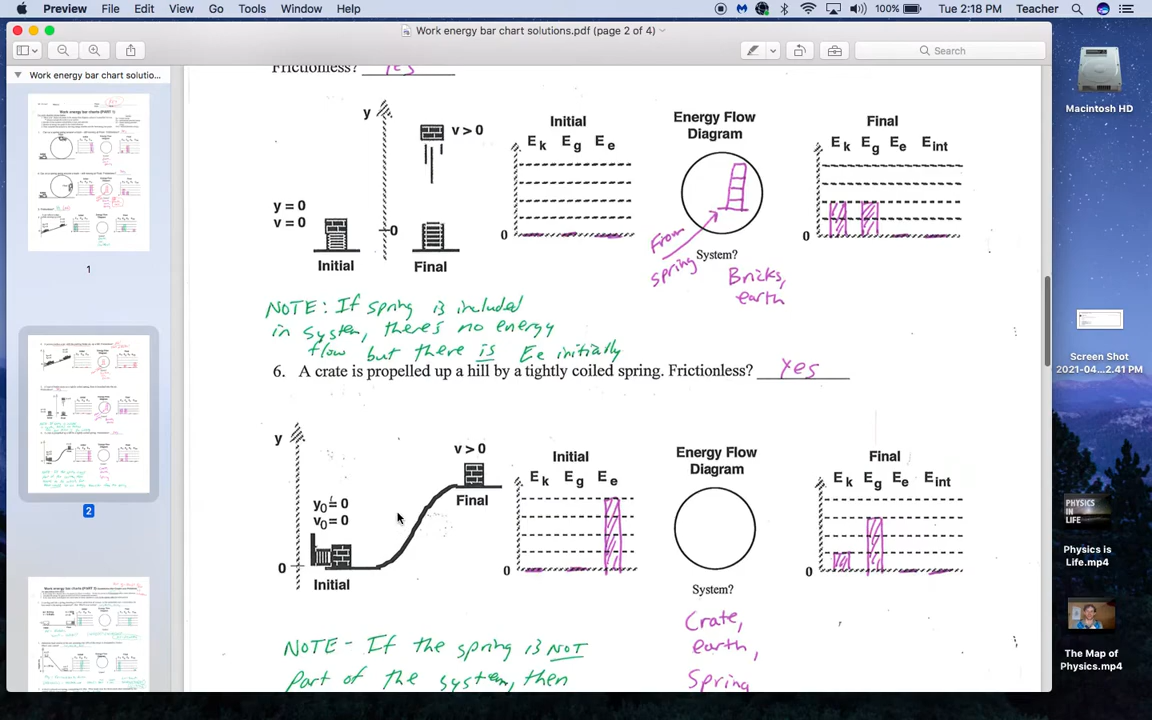 Preview File Edit View Go Tools Window Help
100% Tue 2:18 PM Teacher
Work energy bar chart solutions.pdf (page 2 of 4)
Search
Work energy bar chart solutio...
1
2
Frictionless? Yes
y
v > 0
y = 0
v = 0
0
Initial
Final
Initial
Ek Eg Ee
0
Energy Flow
Diagram
From
spring
System?
Bricks,
earth
Final
Ek Eg Ee Eint
0
NOTE: If spring is included
in system, there's no energy
flow but there is Ee initially
6. A crate is propelled up a hill by a tightly coiled spring. Frictionless? Yes
y
v > 0
y0 = 0
v0 = 0
Final
0
Initial
Initial
Ek Eg Ee
0
Energy Flow
Diagram
System?
Crate,
earth,
Spring
Final
Ek Eg Ee Eint
0
NOTE - If the spring is NOT
part of the system, then
Macintosh HD
Screen Shot
2021-04...2.41 PM
PHYSICS
IN
LIFE
Physics is
Life.mp4
The Map of
Physics.mp4